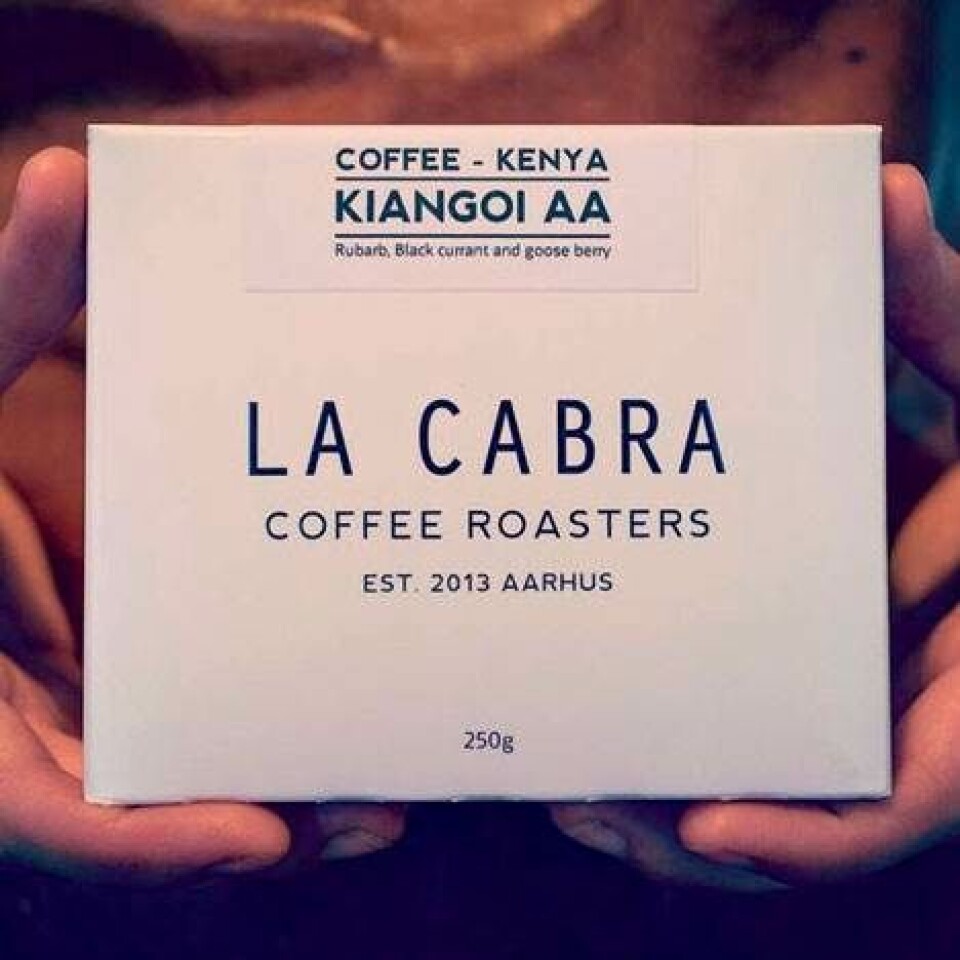 COFFEE - KENYA
KIANGOI AA
Rubarb, Black currant and goose berry
LA CABRA
COFFEE ROASTERS
EST. 2013 AARHUS
250g